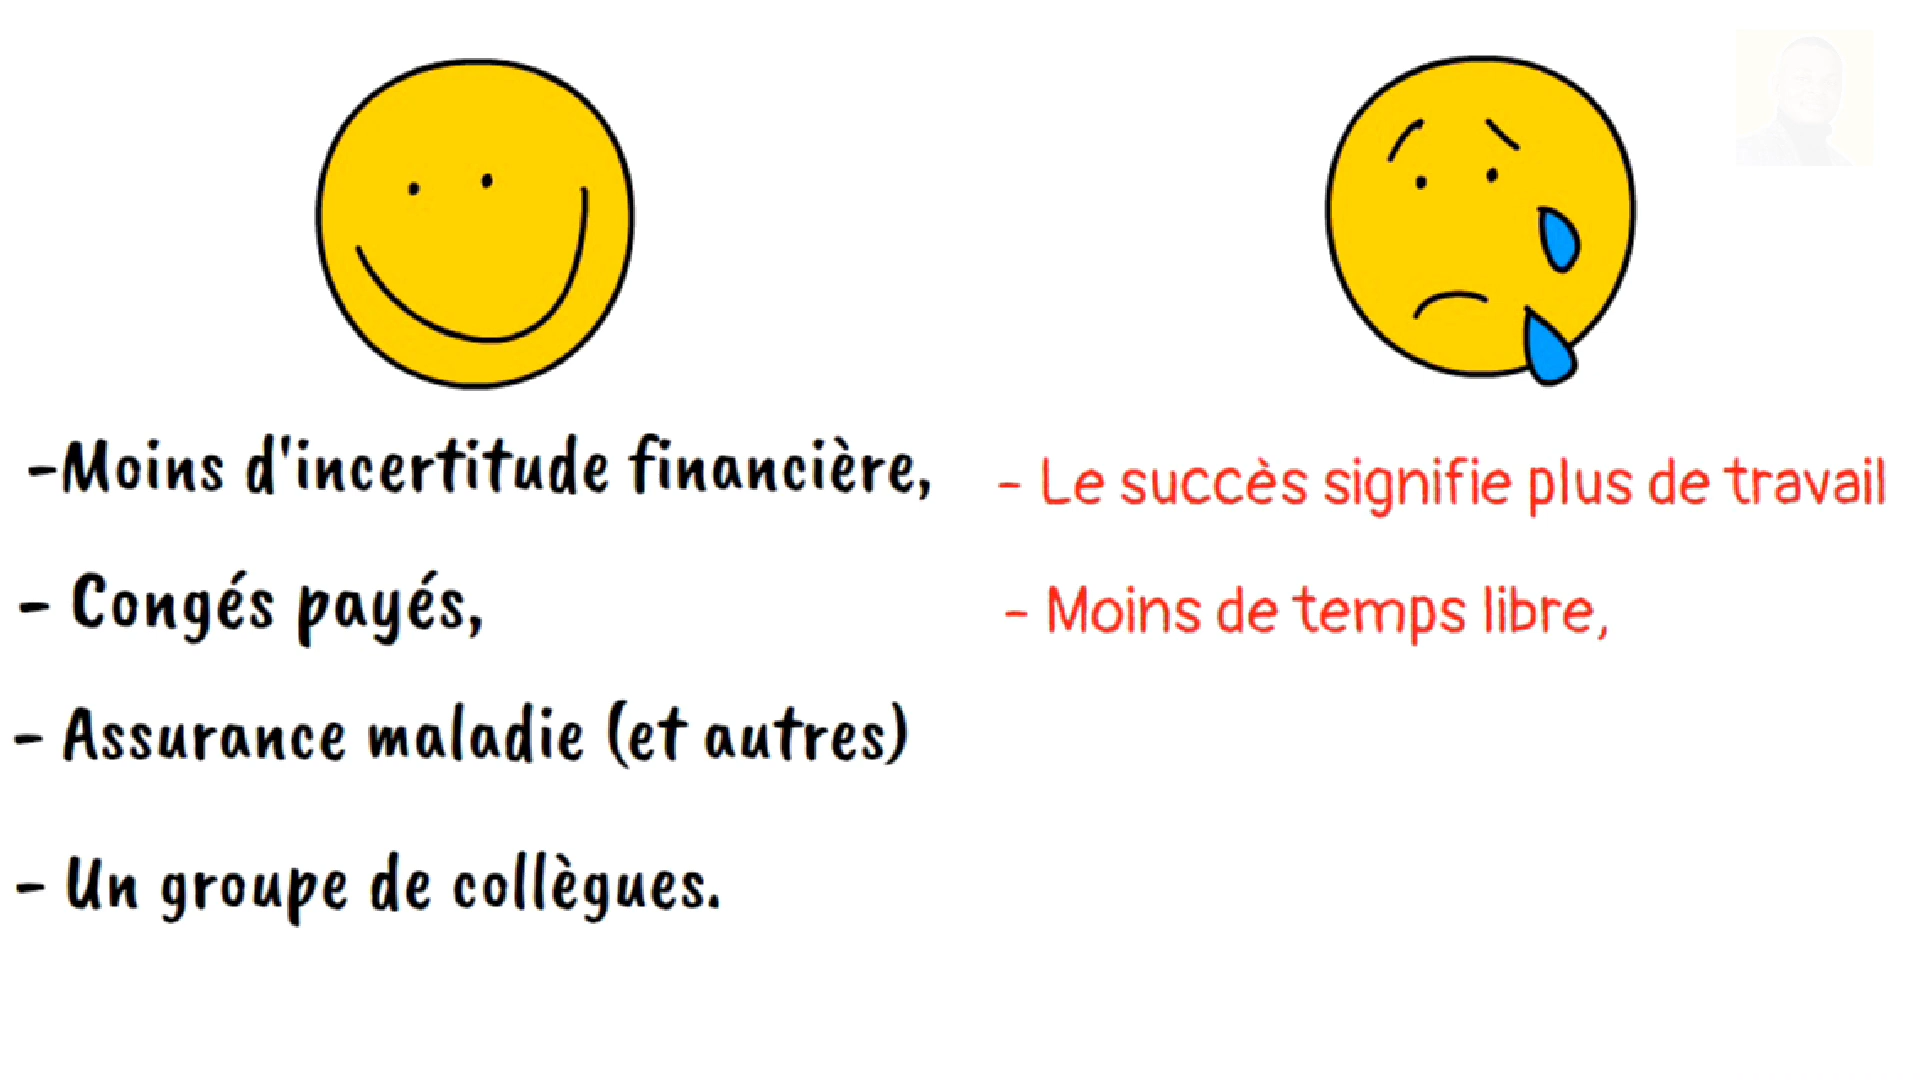 -Moins d'incertitude financière,
- Congés payés,
- Assurance maladie (et autres)
- Un groupe de collègues.
- Le succès signifie plus de travail
- Moins de temps libre,